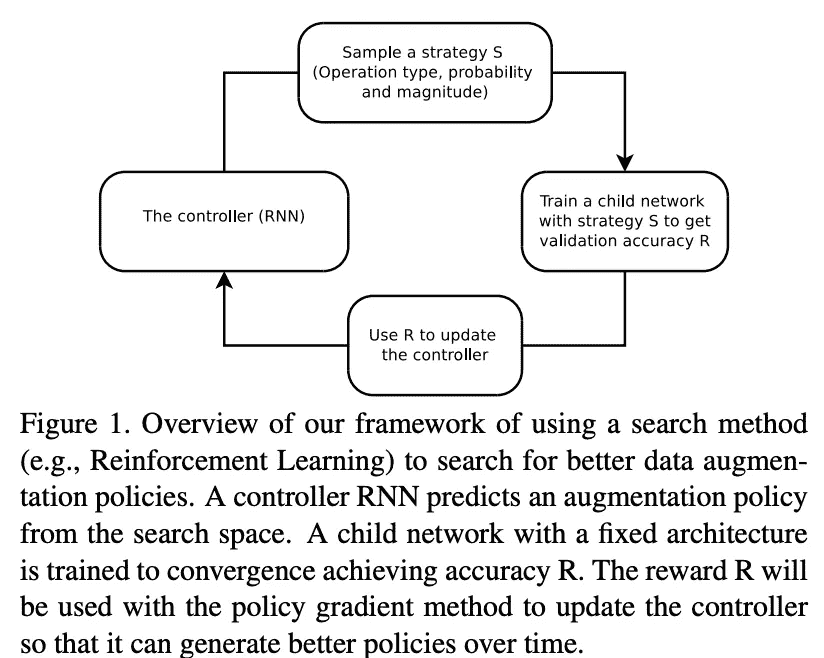 Sample a strategy S
(Operation type, probability
and magnitude)
The controller (RNN)
Train a child network
with strategy S to get
validation accuracy R
Use R to update
the controller
Figure 1. Overview of our framework of using a search method
(e.g., Reinforcement Learning) to search for better data augmen-
tation policies. A controller RNN predicts an augmentation policy
from the search space. A child network with a fixed architecture
is trained to convergence achieving accuracy R. The reward R will
be used with the policy gradient method to update the controller
so that it can generate better policies over time.